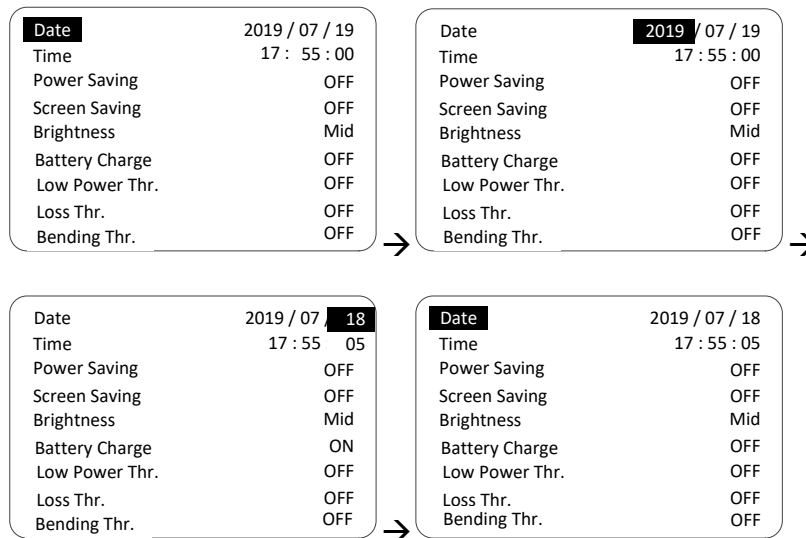 Date 2019 / 07 / 19
Time 17 : 55 : 00
Power Saving OFF
Screen Saving OFF
Brightness Mid
Battery Charge OFF
Low Power Thr. OFF
Loss Thr. OFF
Bending Thr. OFF
→
Date 2019 / 07 / 19
Time 17 : 55 : 00
Power Saving OFF
Screen Saving OFF
Brightness Mid
Battery Charge OFF
Low Power Thr. OFF
Loss Thr. OFF
Bending Thr. OFF
→
Date 2019 / 07 / 18
Time 17 : 55 05
Power Saving OFF
Screen Saving OFF
Brightness Mid
Battery Charge ON
Low Power Thr. OFF
Loss Thr. OFF
Bending Thr. OFF
→
Date 2019 / 07 / 18
Time 17 : 55 : 05
Power Saving OFF
Screen Saving OFF
Brightness Mid
Battery Charge OFF
Low Power Thr. OFF
Loss Thr. OFF
Bending Thr. OFF